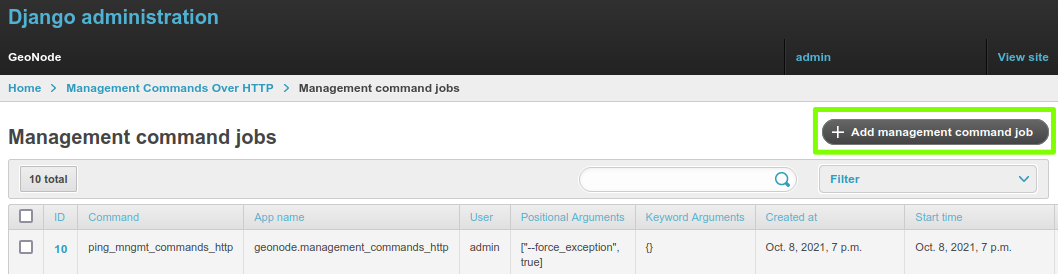 Django administration
GeoNode admin View site
Home > Management Commands Over HTTP > Management command jobs
Management command jobs
+ Add management command job
10 total
Filter
ID Command App name User Positional Arguments Keyword Arguments Created at Start time
10 ping_mngmt_commands_http geonode.management_commands_http admin ["--force_exception", {} Oct. 8, 2021, 7 p.m. Oct. 8, 2021, 7 p.m.
true]